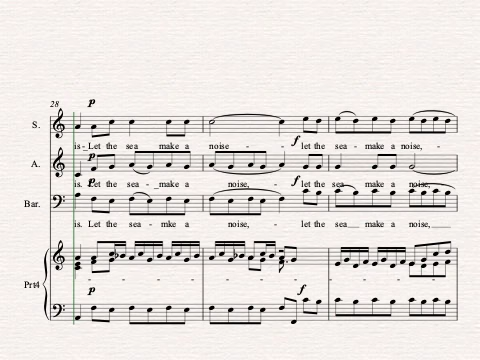 28
p
S.
is- Let the sea make a noise - - let the sea - make a noise, -
f
A.
p
is. Let the sea - make a noise, - let the sea make a noise,
p
f
Bar.
is. Let the sea - mke a noise, - let the sea make a noise,
Prt4
p
f